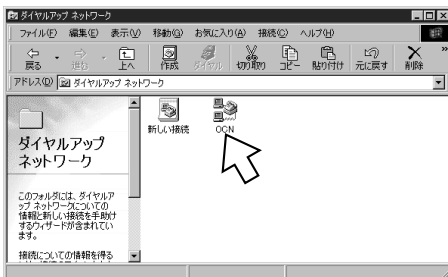 ダイヤルアップ ネットワーク
ファイル(F) 編集(E) 表示(V) 移動(G) お気に入り(A) 接続(C) ヘルプ(H)
戻る 進む 上へ 作成 ダイヤル 切り取り コピー 貼り付け 元に戻す 削除 »
アドレス(D) ダイヤルアップ ネットワーク
新しい接続 OCN
ダイヤルアップ
ネットワーク
このフォルダには、ダイヤルア
ップ ネットワークについての
情報と新しい接続を手助け
するウィザードが含まれてい
ます。
接続についての情報を得る